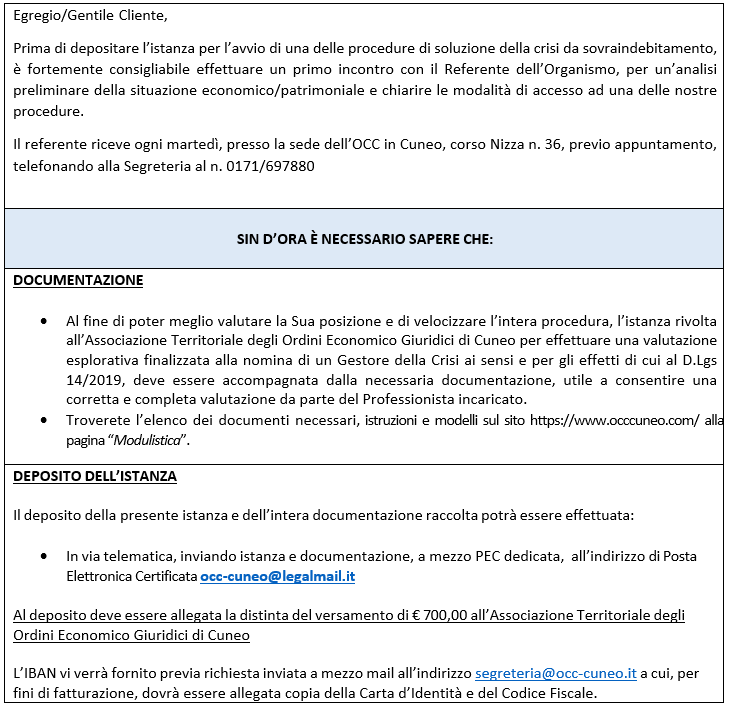 Egregio/Gentile Cliente,
Prima di depositare l’istanza per l’avvio di una delle procedure di soluzione della crisi da sovraindebitamento,
è fortemente consigliabile effettuare un primo incontro con il Referente dell’Organismo, per un’analisi
preliminare della situazione economico/patrimoniale e chiarire le modalità di accesso ad una delle nostre
procedure.
Il referente riceve ogni martedì, presso la sede dell’OCC in Cuneo, corso Nizza n. 36, previo appuntamento,
telefonando alla Segreteria al n. 0171/697880
SIN D’ORA È NECESSARIO SAPERE CHE:
DOCUMENTAZIONE
• Al fine di poter meglio valutare la Sua posizione e di velocizzare l’intera procedura, l’istanza rivolta
all’Associazione Territoriale degli Ordini Economico Giuridici di Cuneo per effettuare una valutazione
esplorativa finalizzata alla nomina di un Gestore della Crisi ai sensi e per gli effetti di cui al D.Lgs
14/2019, deve essere accompagnata dalla necessaria documentazione, utile a consentire una
corretta e completa valutazione da parte del Professionista incaricato.
• Troverete l’elenco dei documenti necessari, istruzioni e modelli sul sito https://www.occcuneo.com/ alla
pagina “Modulistica”.
DEPOSITO DELL’ISTANZA
Il deposito della presente istanza e dell’intera documentazione raccolta potrà essere effettuata:
• In via telematica, inviando istanza e documentazione, a mezzo PEC dedicata, all’indirizzo di Posta
Elettronica Certificata occ-cuneo@legalmail.it
Al deposito deve essere allegata la distinta del versamento di € 700,00 all’Associazione Territoriale degli
Ordini Economico Giuridici di Cuneo
L’IBAN vi verrà fornito previa richiesta inviata a mezzo mail all’indirizzo segreteria@occ-cuneo.it a cui, per
fini di fatturazione, dovrà essere allegata copia della Carta d’Identità e del Codice Fiscale.